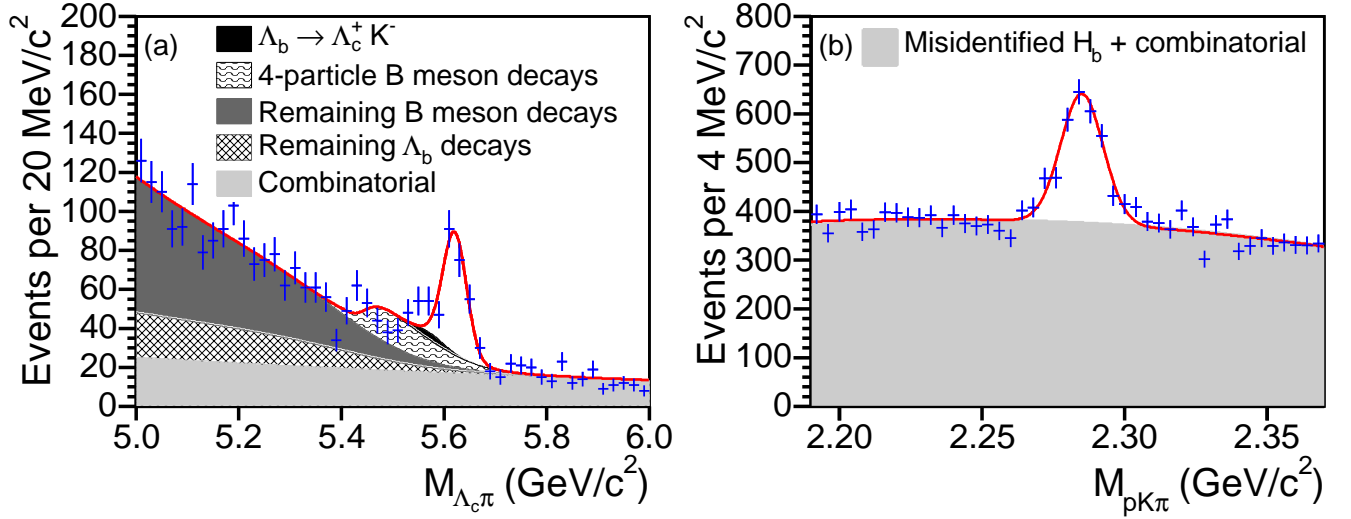 (a)
Λb → Λc+ K-
4-particle B meson decays
Remaining B meson decays
Remaining Λb decays
Combinatorial
Events per 20 MeV/c2
200
180
160
140
120
100
80
60
40
20
0
5.0 5.2 5.4 5.6 5.8 6.0
MΛcπ (GeV/c2)
(b)
Misidentified Hb + combinatorial
Events per 4 MeV/c2
800
700
600
500
400
300
200
100
0
2.20 2.25 2.30 2.35
MpKπ (GeV/c2)